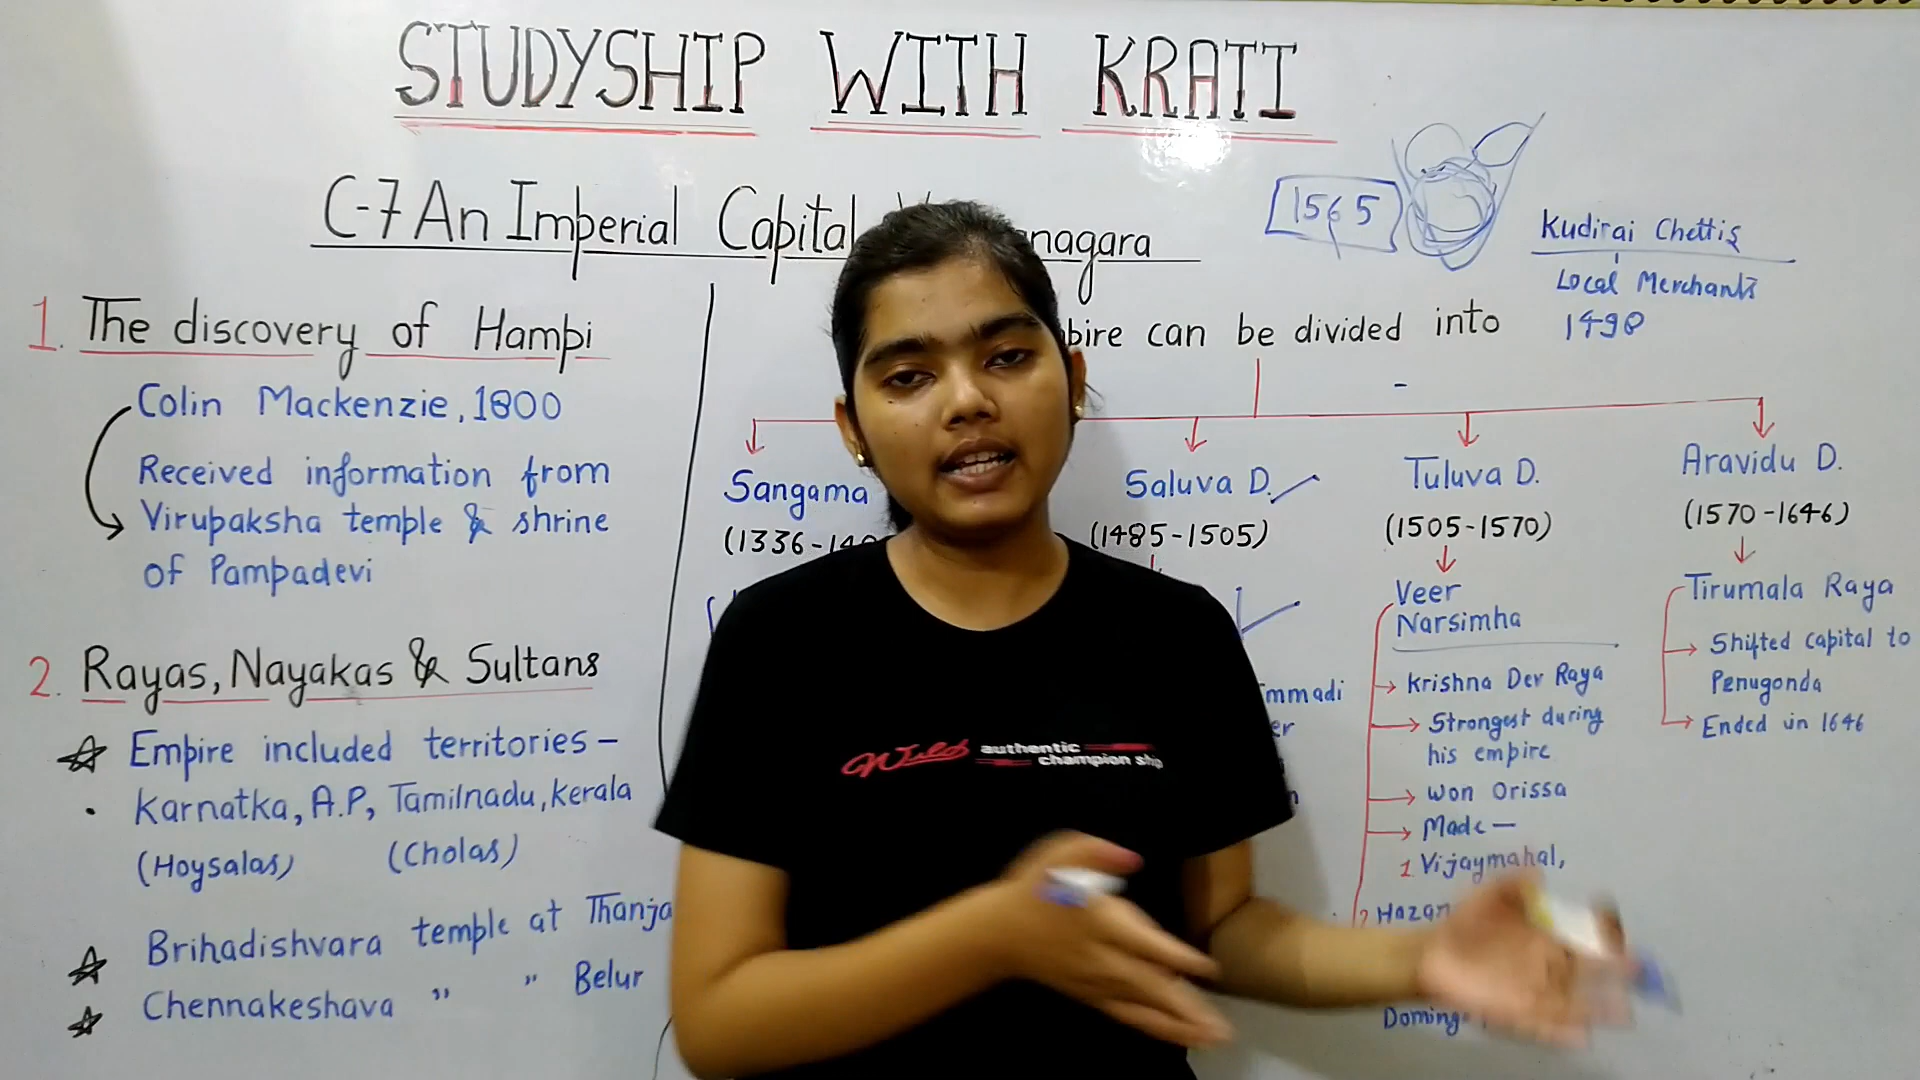 STUDYSHIP WITH KRATI
C-7 An Imperial Capital nagara
1565
Kudirai Chettis
Local Merchants
1498
1. The discovery of Hampi
Colin Mackenzie, 1800
Received information from
Virupaksha temple & shrine
of Pampadevi
2. Rayas, Nayakas & Sultans
Empire included territories –
• Karnatka, A.P, Tamilnadu, Kerala
(Hoysalas) (Cholas)
Brihadishvara temple at Thanja
Chennakeshava " " Belur
pire can be divided into
Sangama
(1336-14
Saluva D.
(1485-1505)
mmadi
er
Tuluva D.
(1505-1570)
Veer
Narsimha
Krishna Dev Raya
Strongest during
his empire
won Orissa
Made –
1 Vijaymahal,
2 Hazar
Doming
Aravidu D.
(1570-1646)
Tirumala Raya
Shifted capital to
Penugonda
Ended in 1646
Wild authentic
champion ship